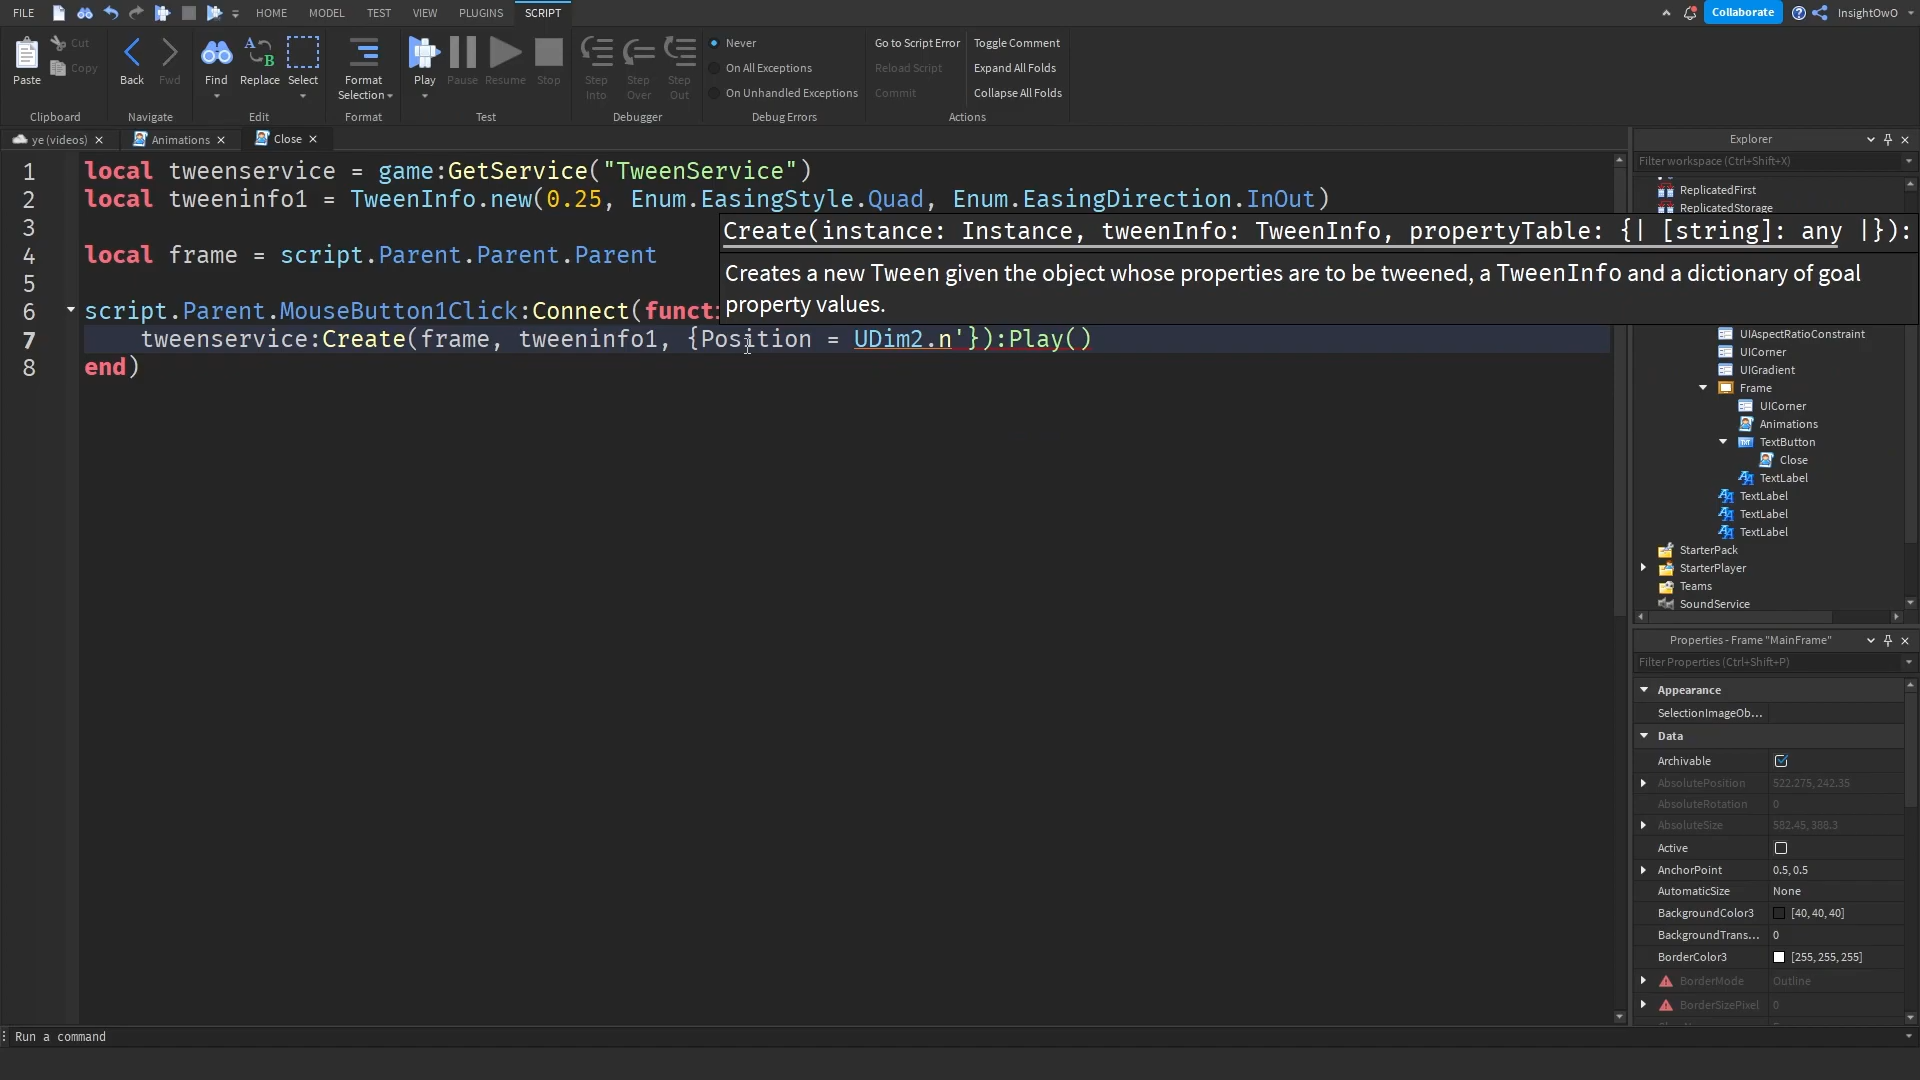 FILE HOME MODEL TEST VIEW PLUGINS SCRIPT Collaborate InsightOwO
Paste Cut Copy
Clipboard
Back Fwd
Navigate
Find Replace Select
Edit
Format Selection
Format
Play Pause Resume Stop
Test
Step Into Step Over Step Out
Debugger
Never
On All Exceptions
On Unhandled Exceptions
Debug Errors
Go to Script Error Toggle Comment
Reload Script Expand All Folds
Commit Collapse All Folds
Actions
ye (videos) Animations Close
1 local tweenservice = game:GetService("TweenService")
2 local tweeninfo1 = TweenInfo.new(0.25, Enum.EasingStyle.Quad, Enum.EasingDirection.InOut)
3
4 local frame = script.Parent.Parent.Parent
5
6 script.Parent.MouseButton1Click:Connect(functi
7 tweenservice:Create(frame, tweeninfo1, {Position = UDim2.n'}):Play()
8 end)
Create(instance: Instance, tweenInfo: TweenInfo, propertyTable: {| [string]: any |}):
Creates a new Tween given the object whose properties are to be tweened, a TweenInfo and a dictionary of goal
property values.
Explorer
Filter workspace (Ctrl+Shift+X)
ReplicatedFirst
ReplicatedStorage
UIAspectRatioConstraint
UICorner
UIGradient
Frame
UICorner
Animations
TextButton
Close
TextLabel
TextLabel
TextLabel
TextLabel
StarterPack
StarterPlayer
Teams
SoundService
Properties - Frame "MainFrame"
Filter Properties (Ctrl+Shift+P)
Appearance
SelectionImageOb...
Data
Archivable
AbsolutePosition 522.275, 242.35
AbsoluteRotation 0
AbsoluteSize 582.45, 388.3
Active
AnchorPoint 0.5, 0.5
AutomaticSize None
BackgroundColor3 [40, 40, 40]
BackgroundTrans... 0
BorderColor3 [255, 255, 255]
BorderMode Outline
BorderSizePixel 0
Run a command